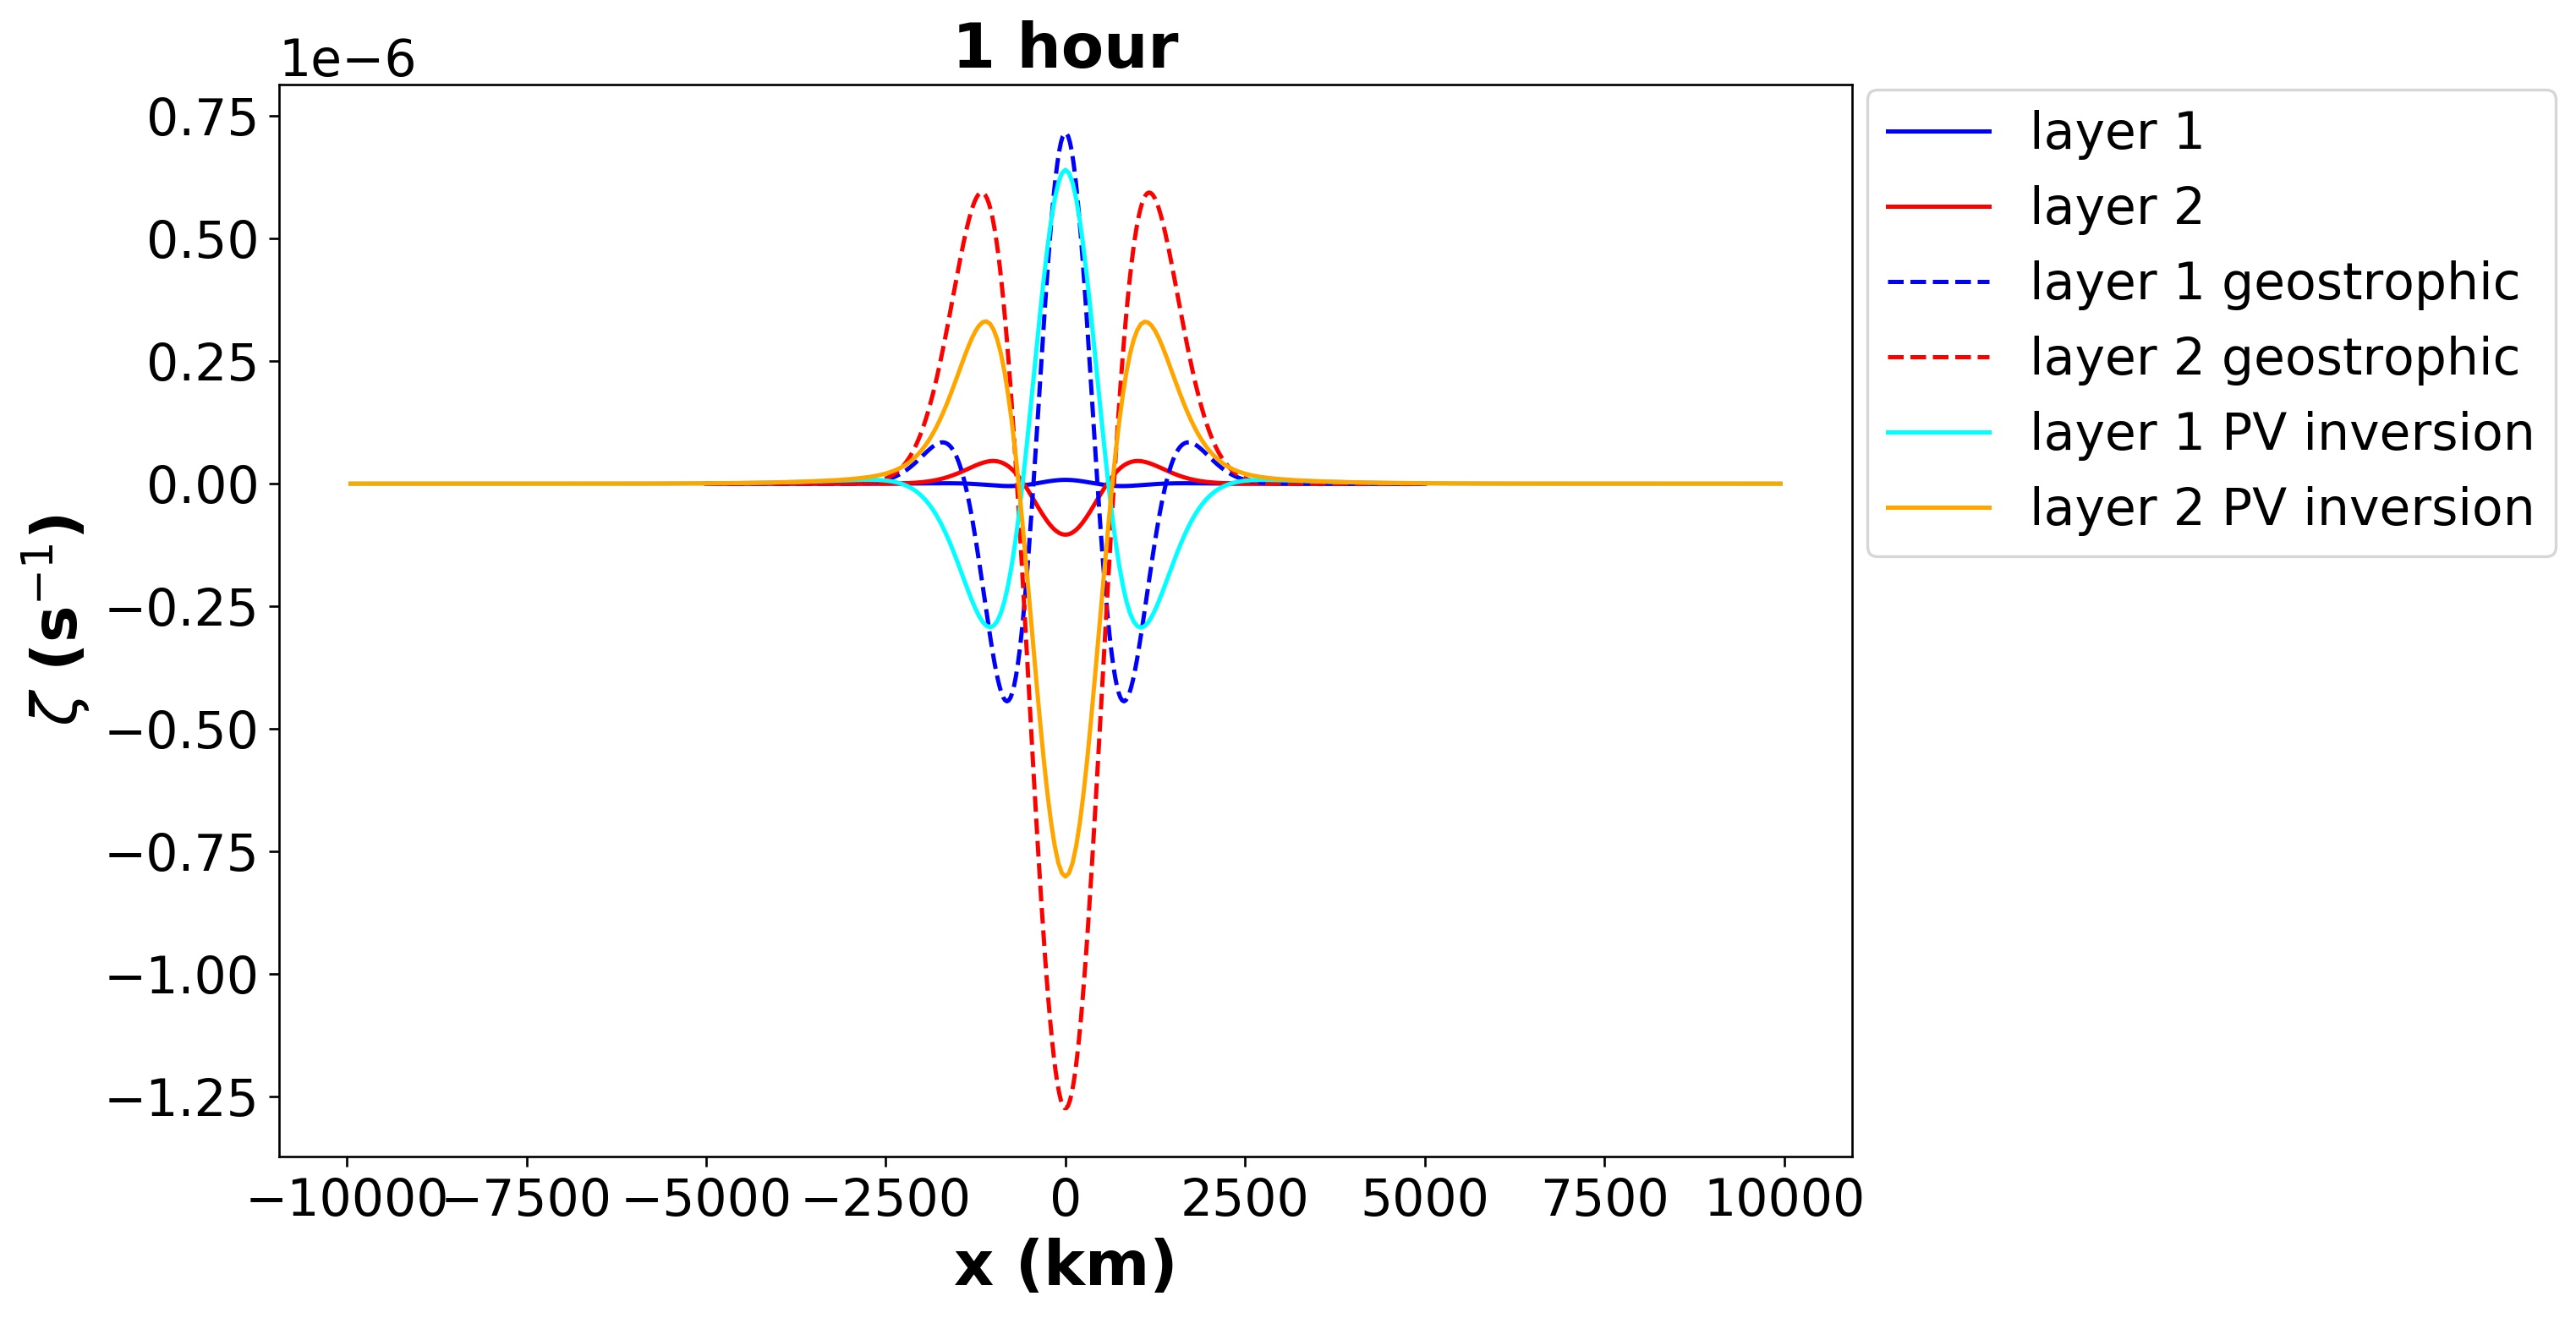 1 hour
1e−6
0.75
0.50
0.25
0.00
−0.25
−0.50
−0.75
−1.00
−1.25
ζ (s⁻¹)
−10000 −7500 −5000 −2500 0 2500 5000 7500 10000
x (km)
layer 1
layer 2
layer 1 geostrophic
layer 2 geostrophic
layer 1 PV inversion
layer 2 PV inversion